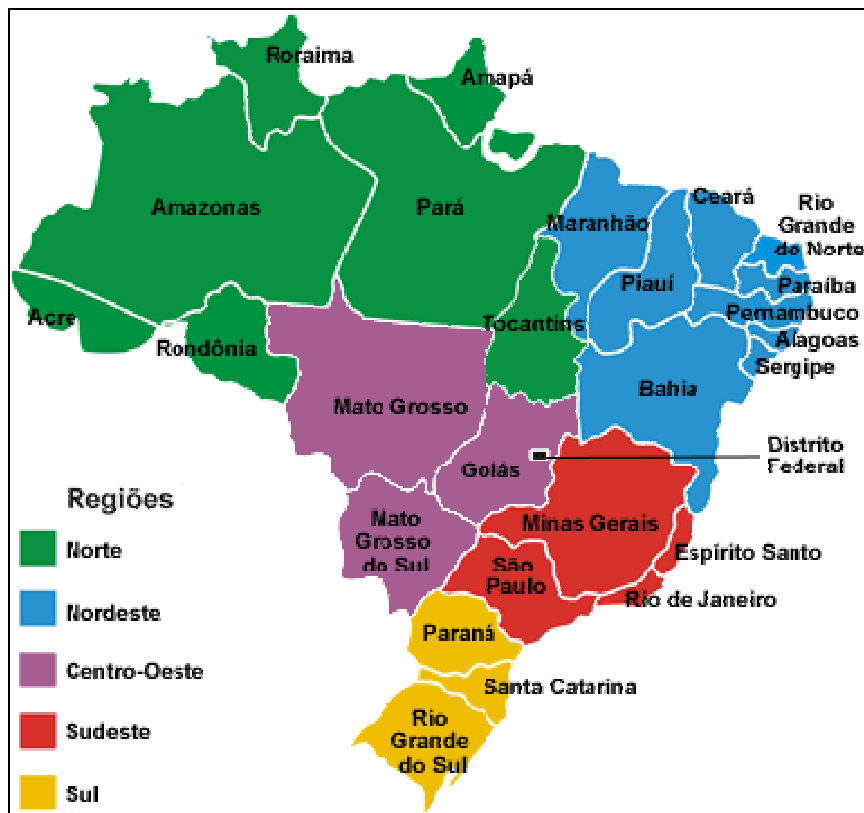 Roraima
Amapá
Amazonas
Pará
Maranhão
Ceará
Rio
Grande
do Norte
Piauí
Paraíba
Acre
Rondônia
Tocantins
Pernambuco
Alagoas
Sergipe
Bahia
Mato Grosso
Goiás
Distrito
Federal
Mato
Grosso
do Sul
Minas Gerais
Espírito Santo
São
Paulo
Rio de Janeiro
Paraná
Santa Catarina
Rio
Grande
do Sul
Regiões
Norte
Nordeste
Centro-Oeste
Sudeste
Sul